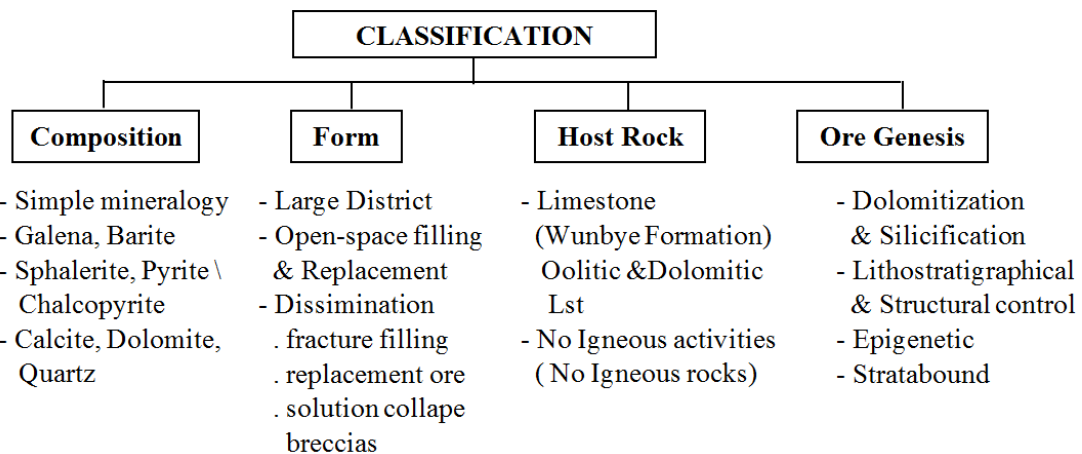 CLASSIFICATION
Composition
- Simple mineralogy
- Galena, Barite
- Sphalerite, Pyrite \
Chalcopyrite
- Calcite, Dolomite,
Quartz
Form
- Large District
- Open-space filling
& Replacement
- Dissimination
. fracture filling
. replacement ore
. solution collape
breccias
Host Rock
- Limestone
(Wunbye Formation)
Oolitic &Dolomitic
Lst
- No Igneous activities
( No Igneous rocks)
Ore Genesis
- Dolomitization
& Silicification
- Lithostratigraphical
& Structural control
- Epigenetic
- Stratabound